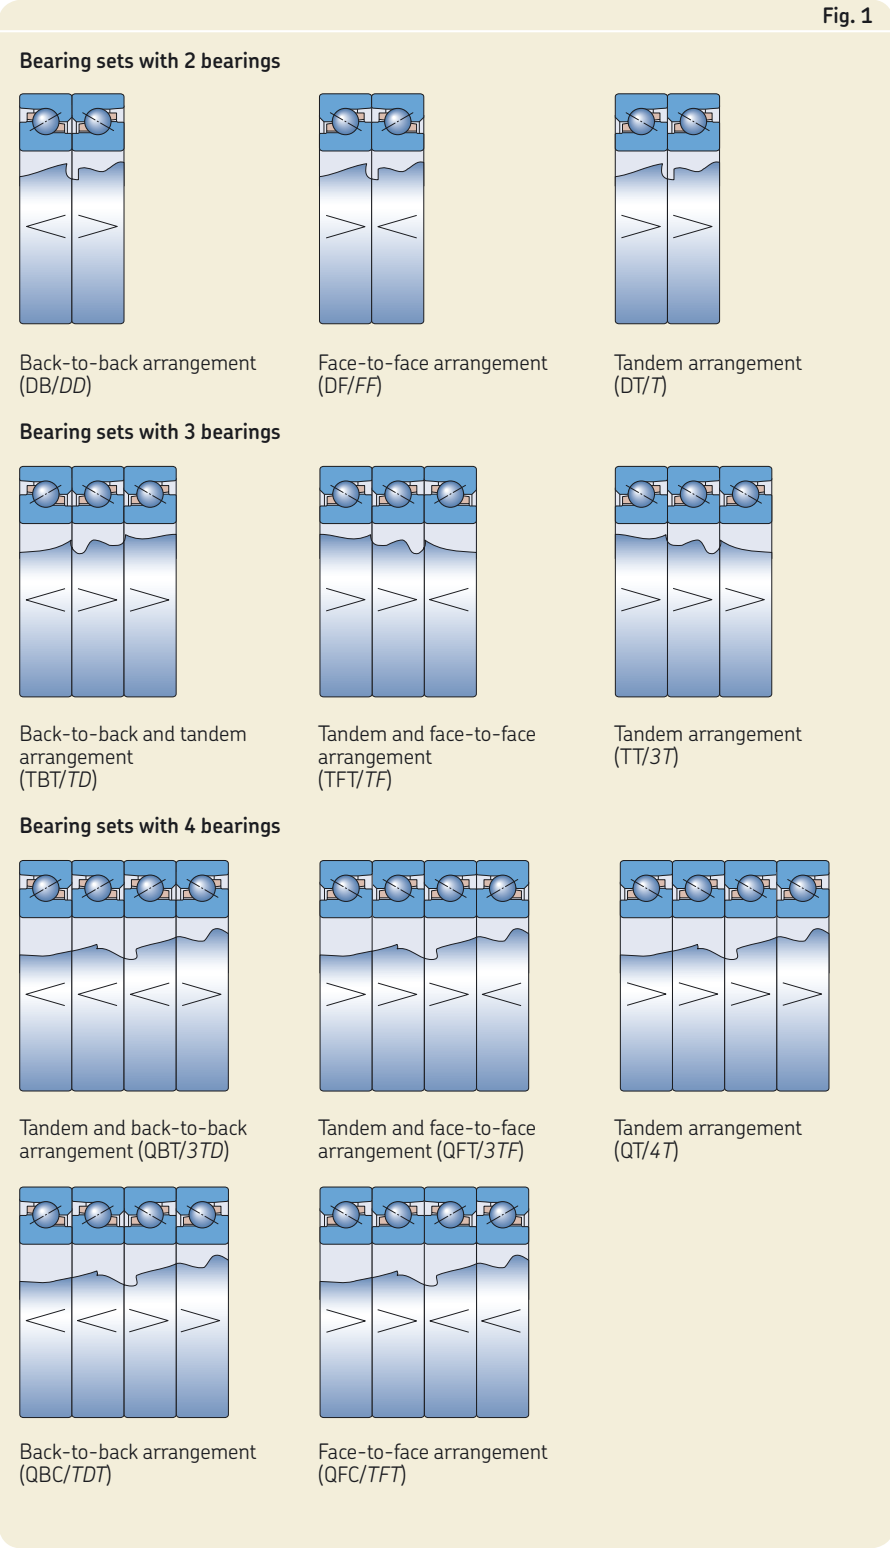 Fig. 1
Bearing sets with 2 bearings
Back-to-back arrangement
(DB/DD)
Face-to-face arrangement
(DF/FF)
Tandem arrangement
(DT/T)
Bearing sets with 3 bearings
Back-to-back and tandem
arrangement
(TBT/TD)
Tandem and face-to-face
arrangement
(TFT/TF)
Tandem arrangement
(TT/3T)
Bearing sets with 4 bearings
Tandem and back-to-back
arrangement (QBT/3TD)
Tandem and face-to-face
arrangement (QFT/3TF)
Tandem arrangement
(QT/4T)
Back-to-back arrangement
(QBC/TDT)
Face-to-face arrangement
(QFC/TFT)